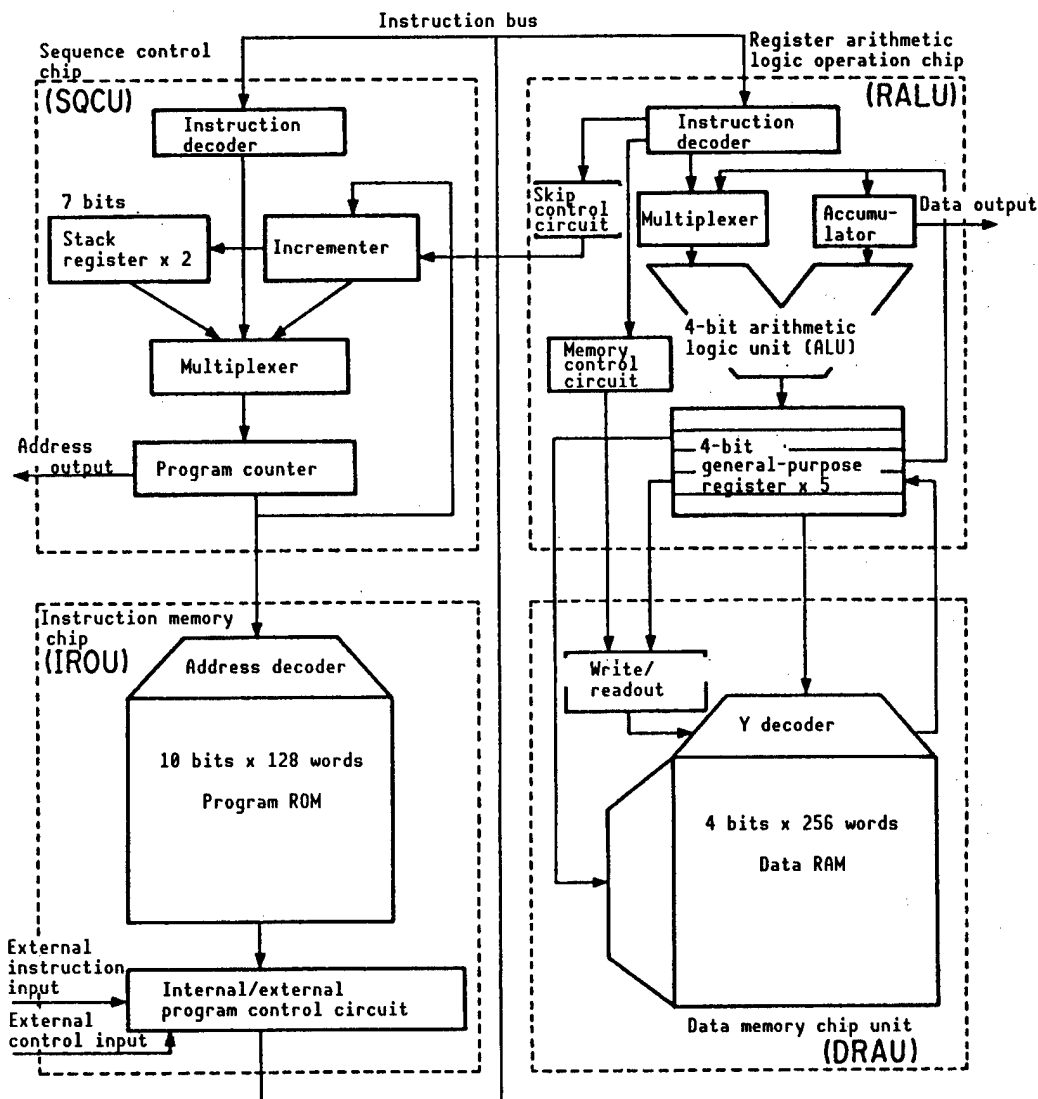 Instruction bus
Sequence control
chip
(SQCU)
Instruction
decoder
7 bits
Stack
register x 2
Incrementer
Multiplexer
Address
output
Program counter
Register arithmetic
logic operation chip
(RALU)
Instruction
decoder
Skip
control
circuit
Multiplexer
Accumu-
lator
Data output
4-bit arithmetic
logic unit (ALU)
Memory
control
circuit
4-bit
general-purpose
register x 5
Instruction memory
chip
(IROU)
Address decoder
10 bits x 128 words
Program ROM
External
instruction
input
External
control input
Internal/external
program control circuit
Write/
readout
Y decoder
4 bits x 256 words
Data RAM
Data memory chip unit
(DRAU)